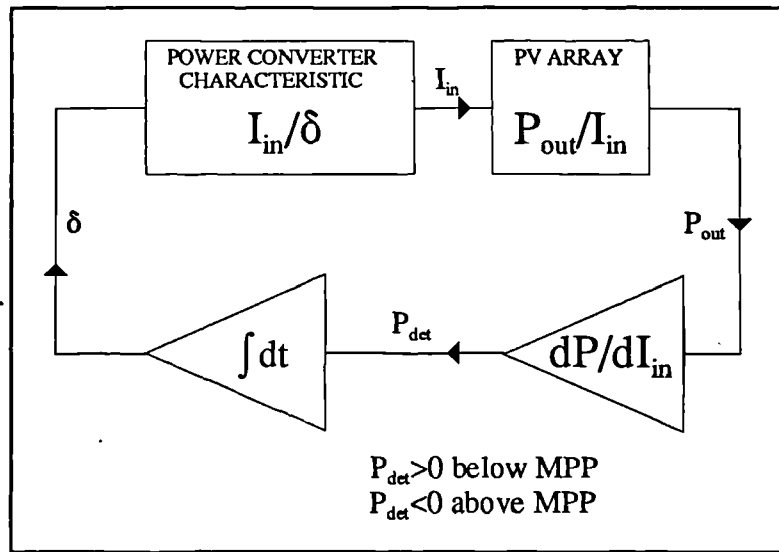 POWER CONVERTER
CHARACTERISTIC
I_in/δ
I_in
PV ARRAY
P_out/I_in
δ
P_out
∫dt
P_det
dP/dI_in
P_det>0 below MPP
P_det<0 above MPP